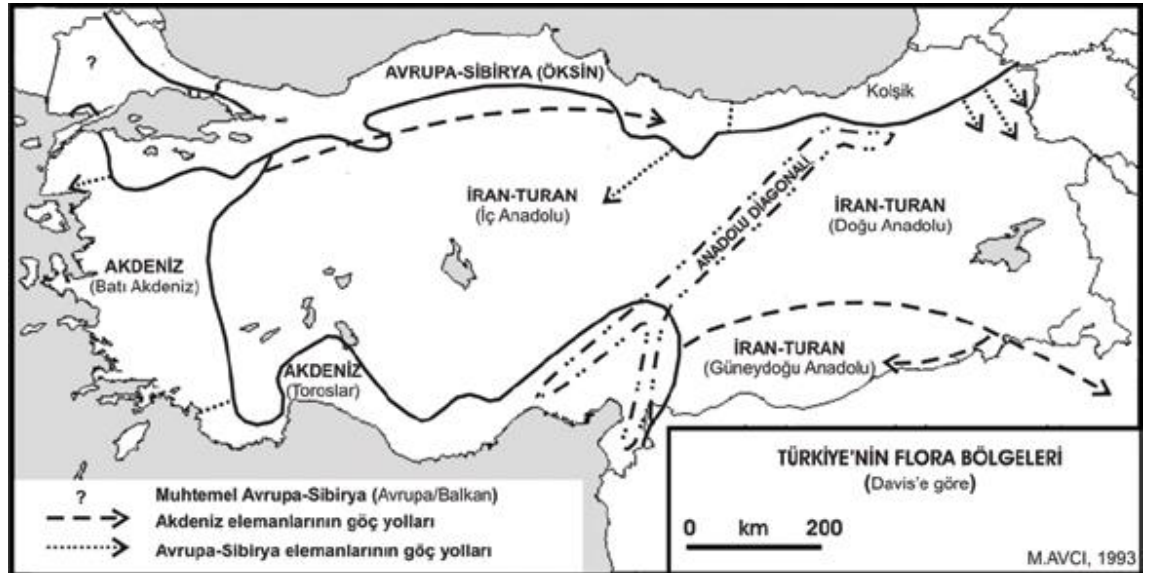 ?
AVRUPA-SİBİRYA (ÖKSİN)
Kolşik
İRAN-TURAN
(İç Anadolu)
ANADOLU DİAGONALİ
İRAN-TURAN
(Doğu Anadolu)
AKDENİZ
(Batı Akdeniz)
AKDENİZ
(Toroslar)
İRAN-TURAN
(Güneydoğu Anadolu)
? Muhtemel Avrupa-Sibirya (Avrupa/Balkan)
Akdeniz elemanlarının göç yolları
Avrupa-Sibirya elemanlarının göç yolları
TÜRKİYE'NİN FLORA BÖLGELERİ
(Davis'e göre)
0 km 200
M.AVCI, 1993